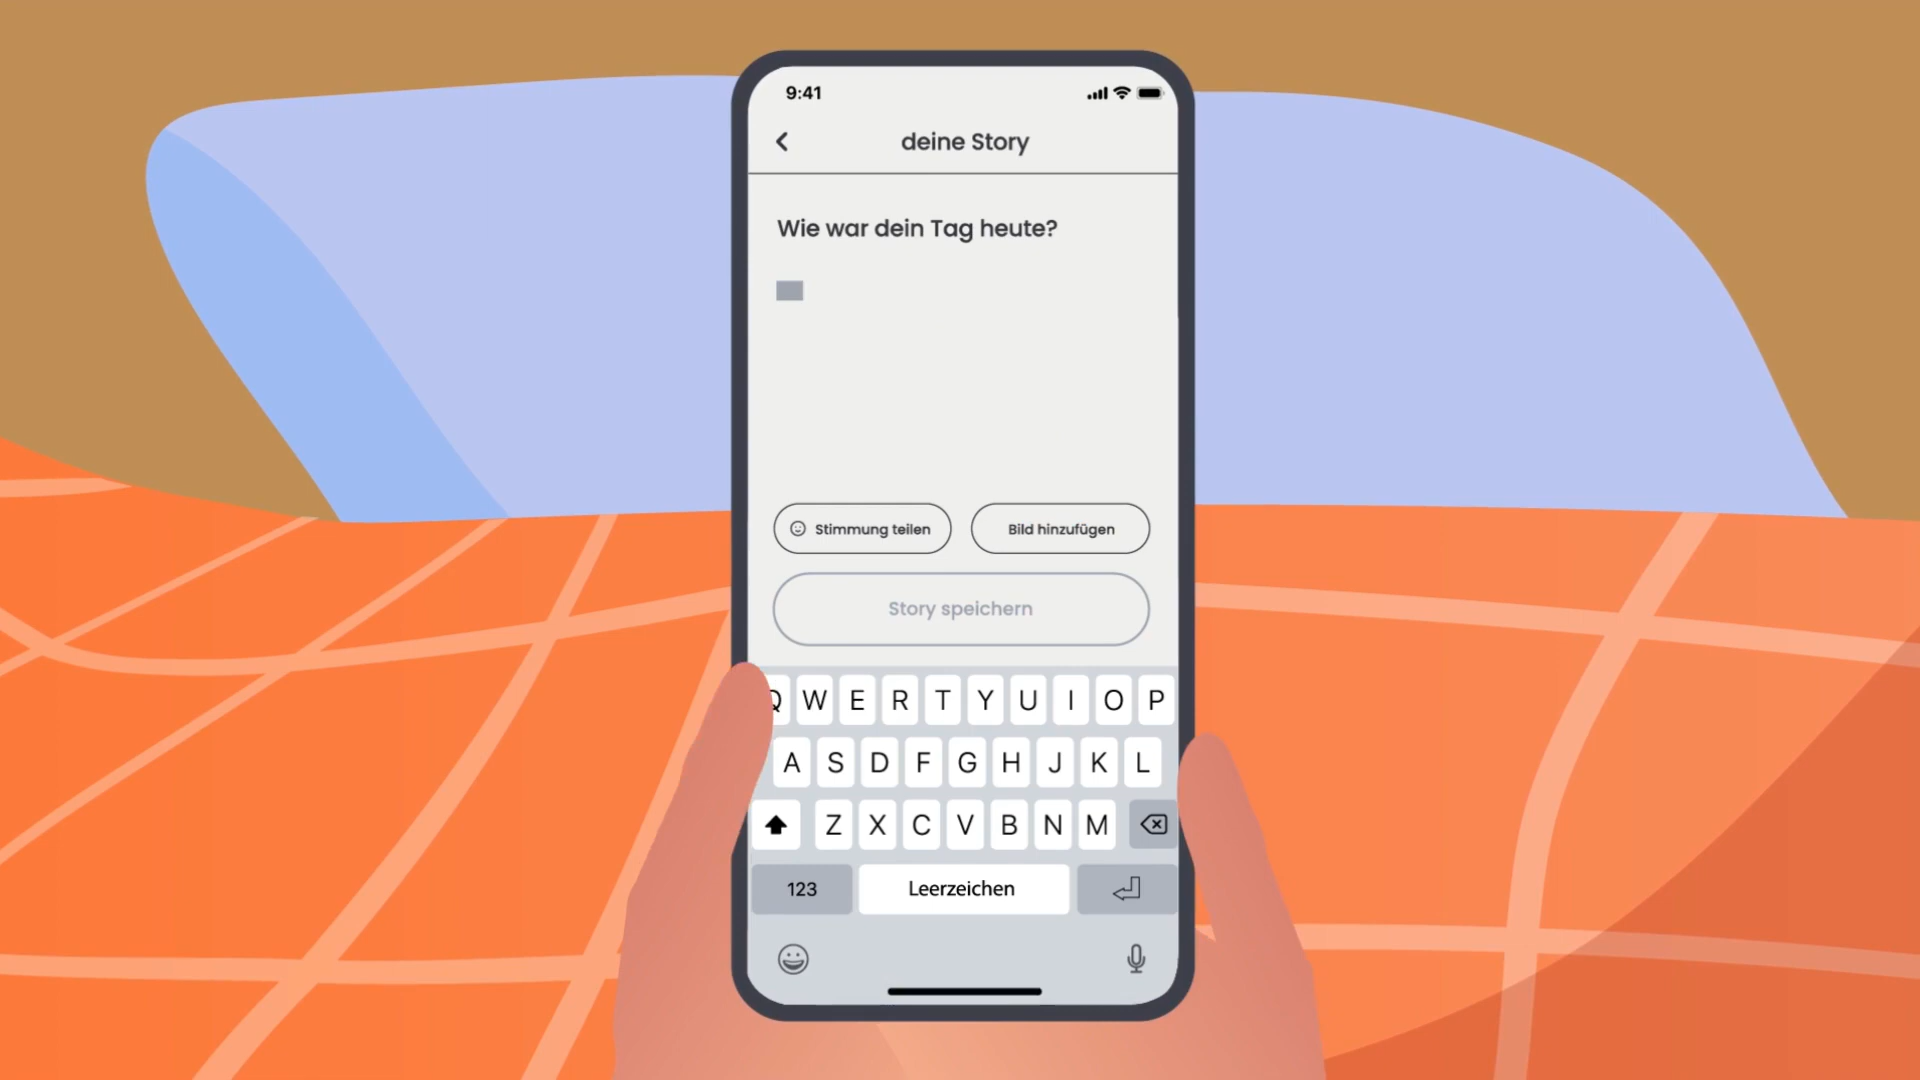 9:41
deine Story
Wie war dein Tag heute?
Stimmung teilen
Bild hinzufügen
Story speichern
Q W E R T Y U I O P
A S D F G H J K L
Z X C V B N M
123 Leerzeichen